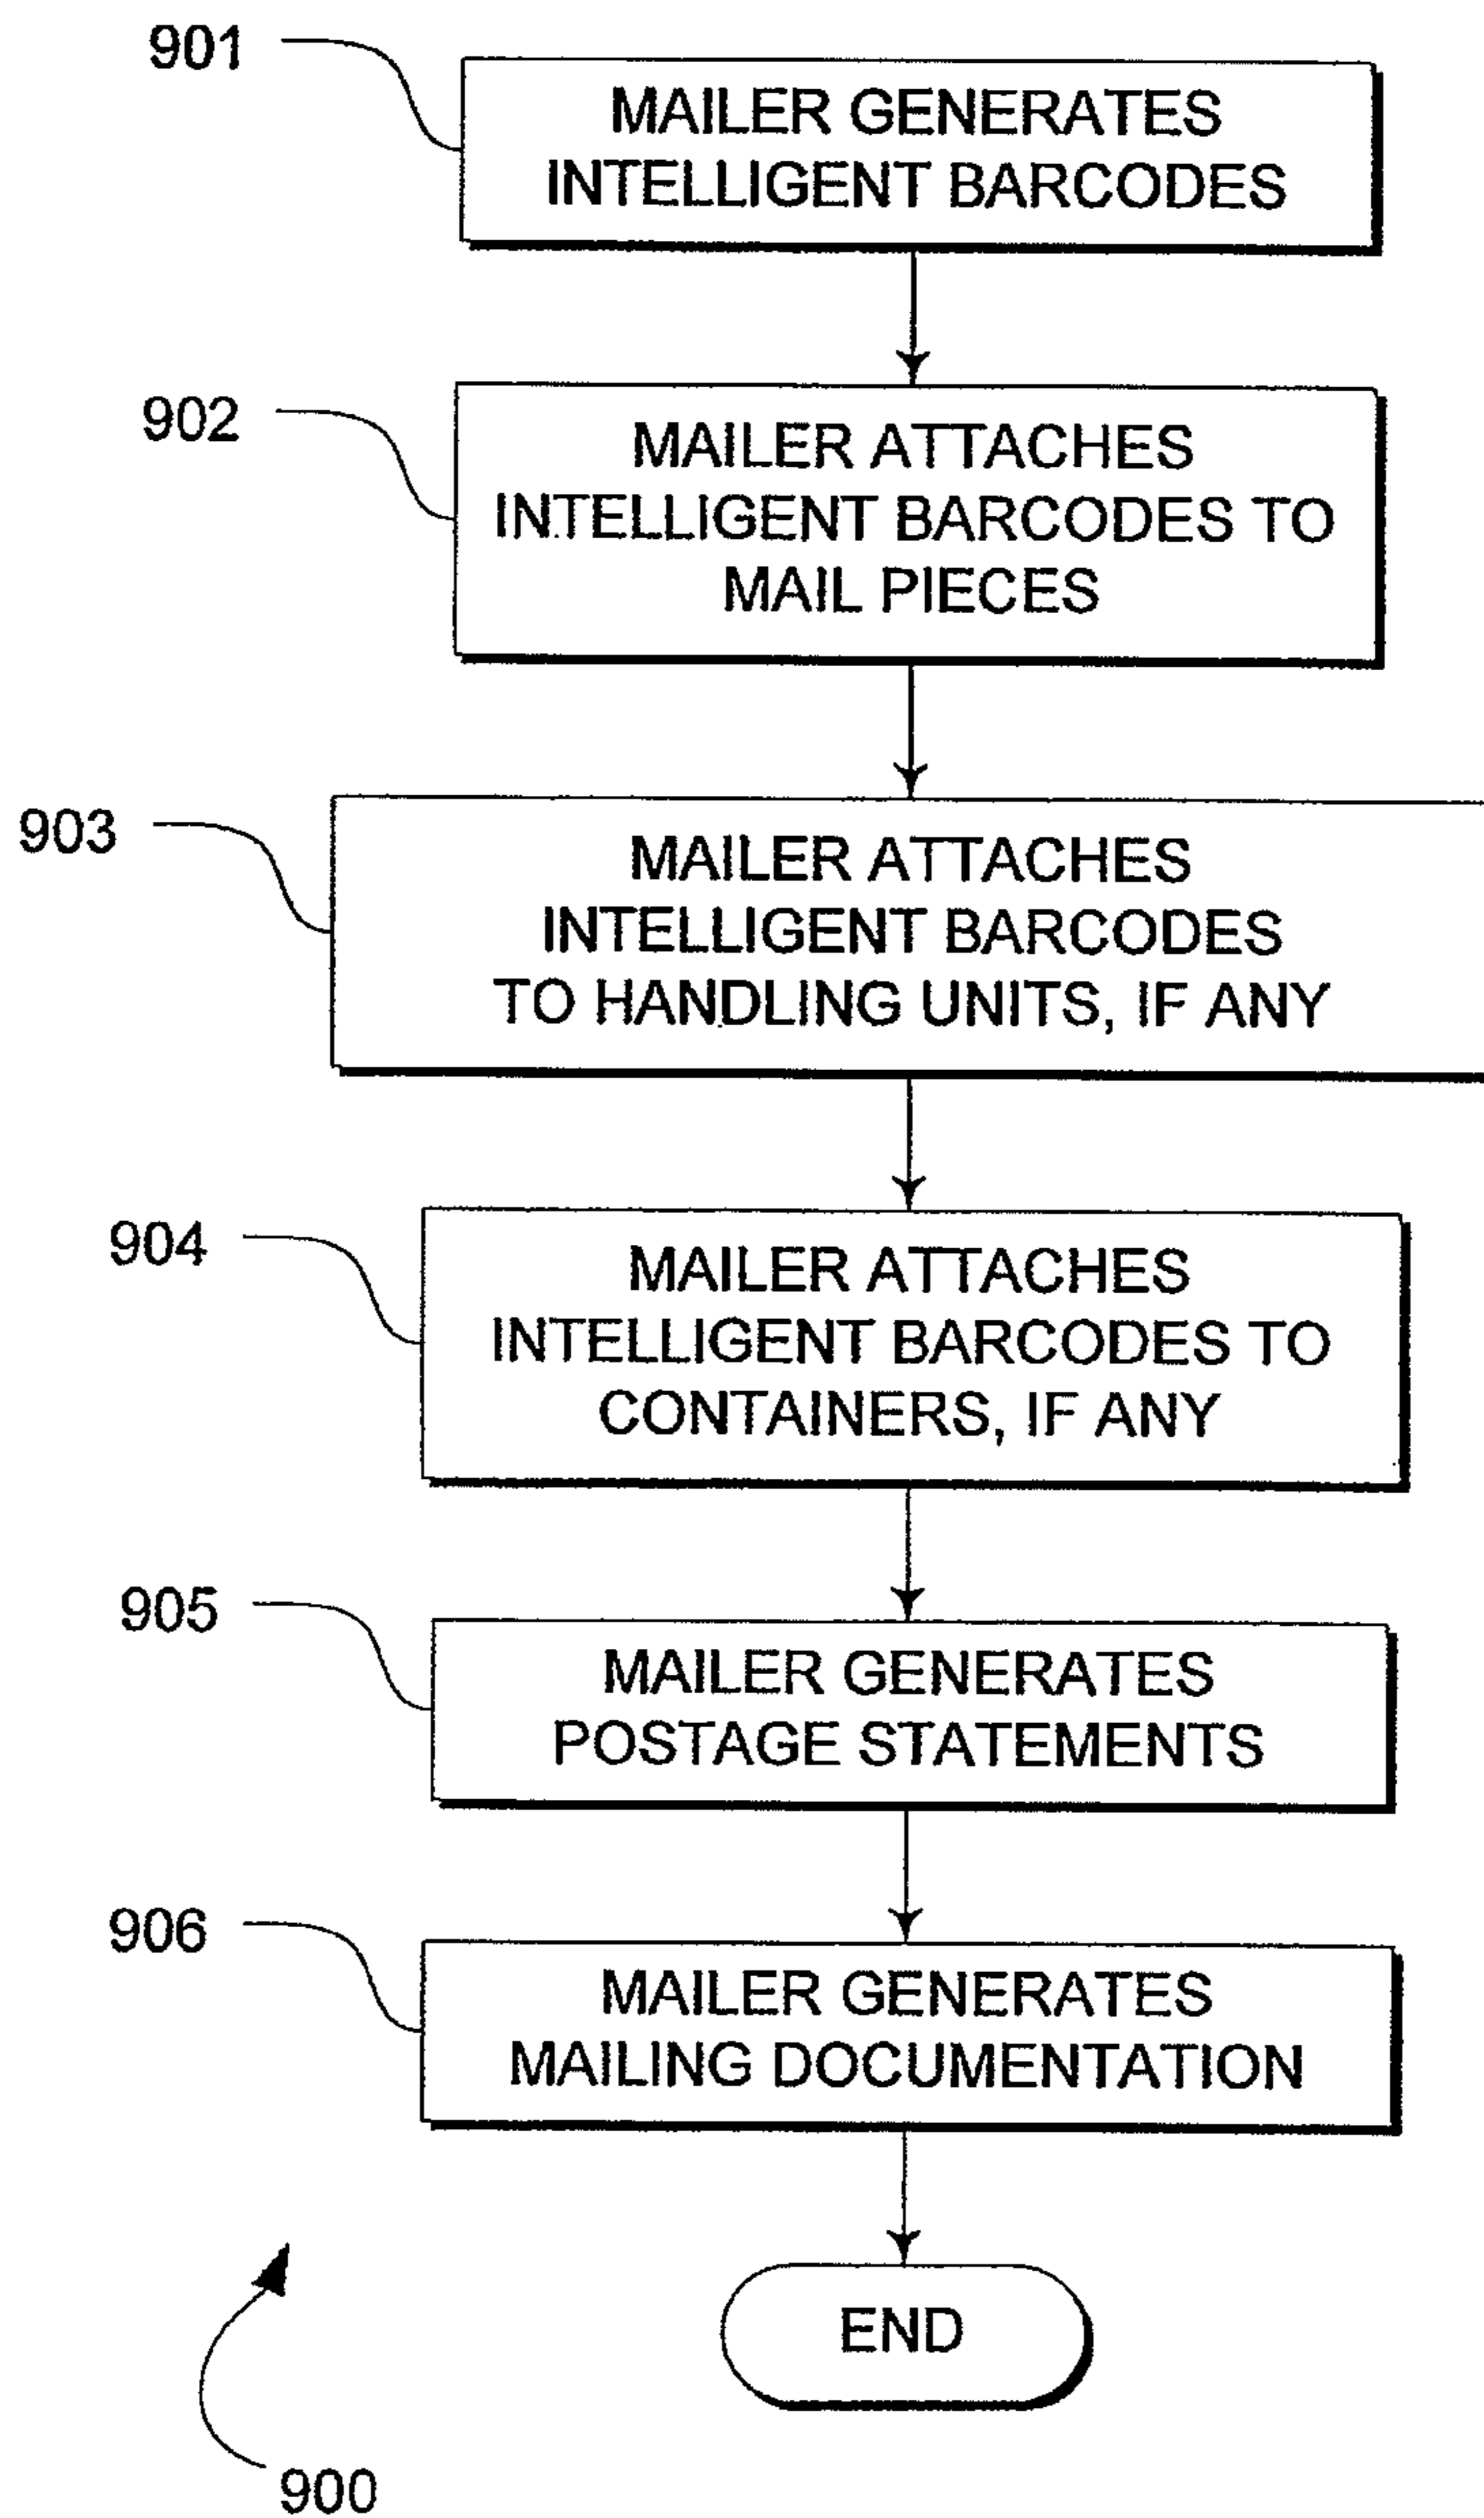 901
MAILER GENERATES
INTELLIGENT BARCODES
902
MAILER ATTACHES
INTELLIGENT BARCODES TO
MAIL PIECES
903
MAILER ATTACHES
INTELLIGENT BARCODES
TO HANDLING UNITS, IF ANY
904
MAILER ATTACHES
INTELLIGENT BARCODES TO
CONTAINERS, IF ANY
905
MAILER GENERATES
POSTAGE STATEMENTS
906
MAILER GENERATES
MAILING DOCUMENTATION
END
900